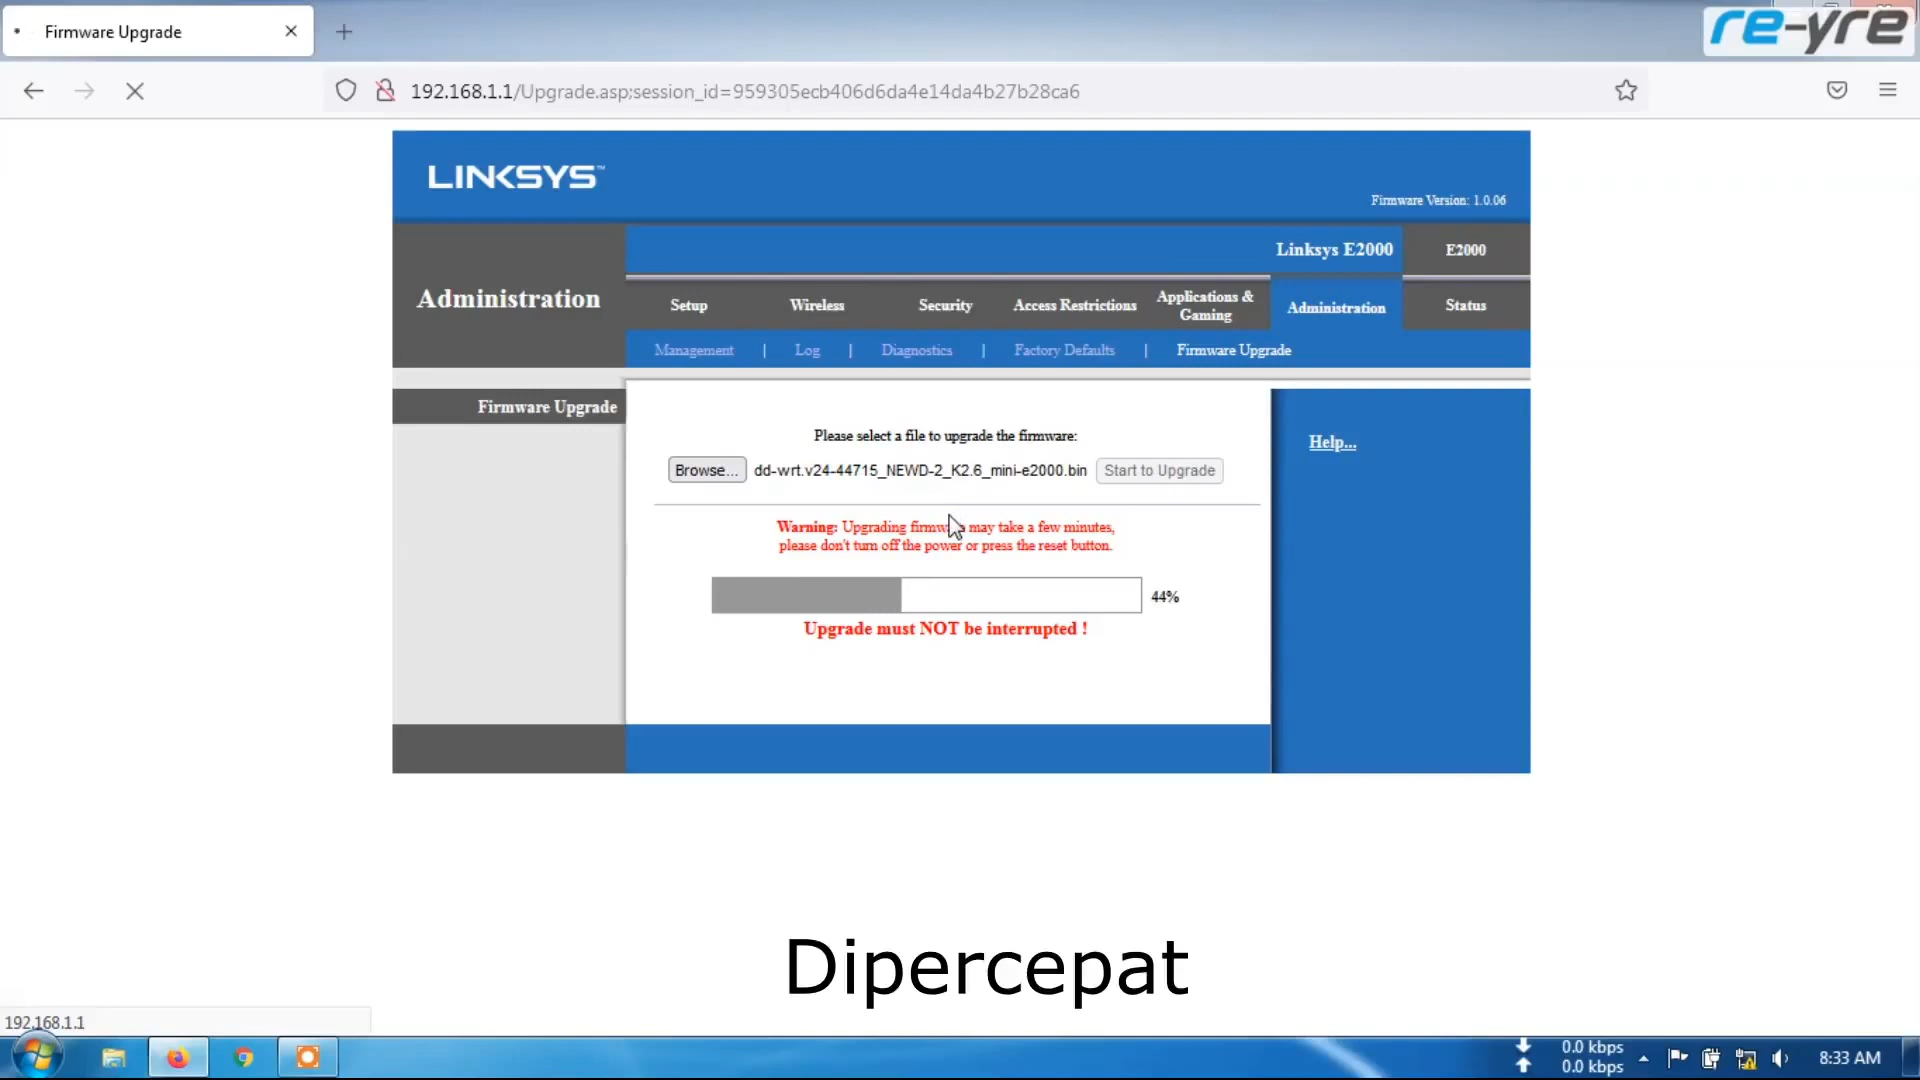 Firmware Upgrade
re-yre
192.168.1.1/Upgrade.asp;session_id=959305ecb406d6da4e14da4b27b28ca6
LINKSYS™
Firmware Version: 1.0.06
Linksys E2000 E2000
Administration
Setup Wireless Security Access Restrictions Applications & Gaming Administration Status
Management | Log | Diagnostics | Factory Defaults | Firmware Upgrade
Firmware Upgrade
Please select a file to upgrade the firmware:
Browse... dd-wrt.v24-44715_NEWD-2_K2.6_mini-e2000.bin Start to Upgrade
Help...
Warning: Upgrading firmware may take a few minutes,
please don't turn off the power or press the reset button.
44%
Upgrade must NOT be interrupted !
Dipercepat
192.168.1.1
0.0 kbps
0.0 kbps
8:33 AM